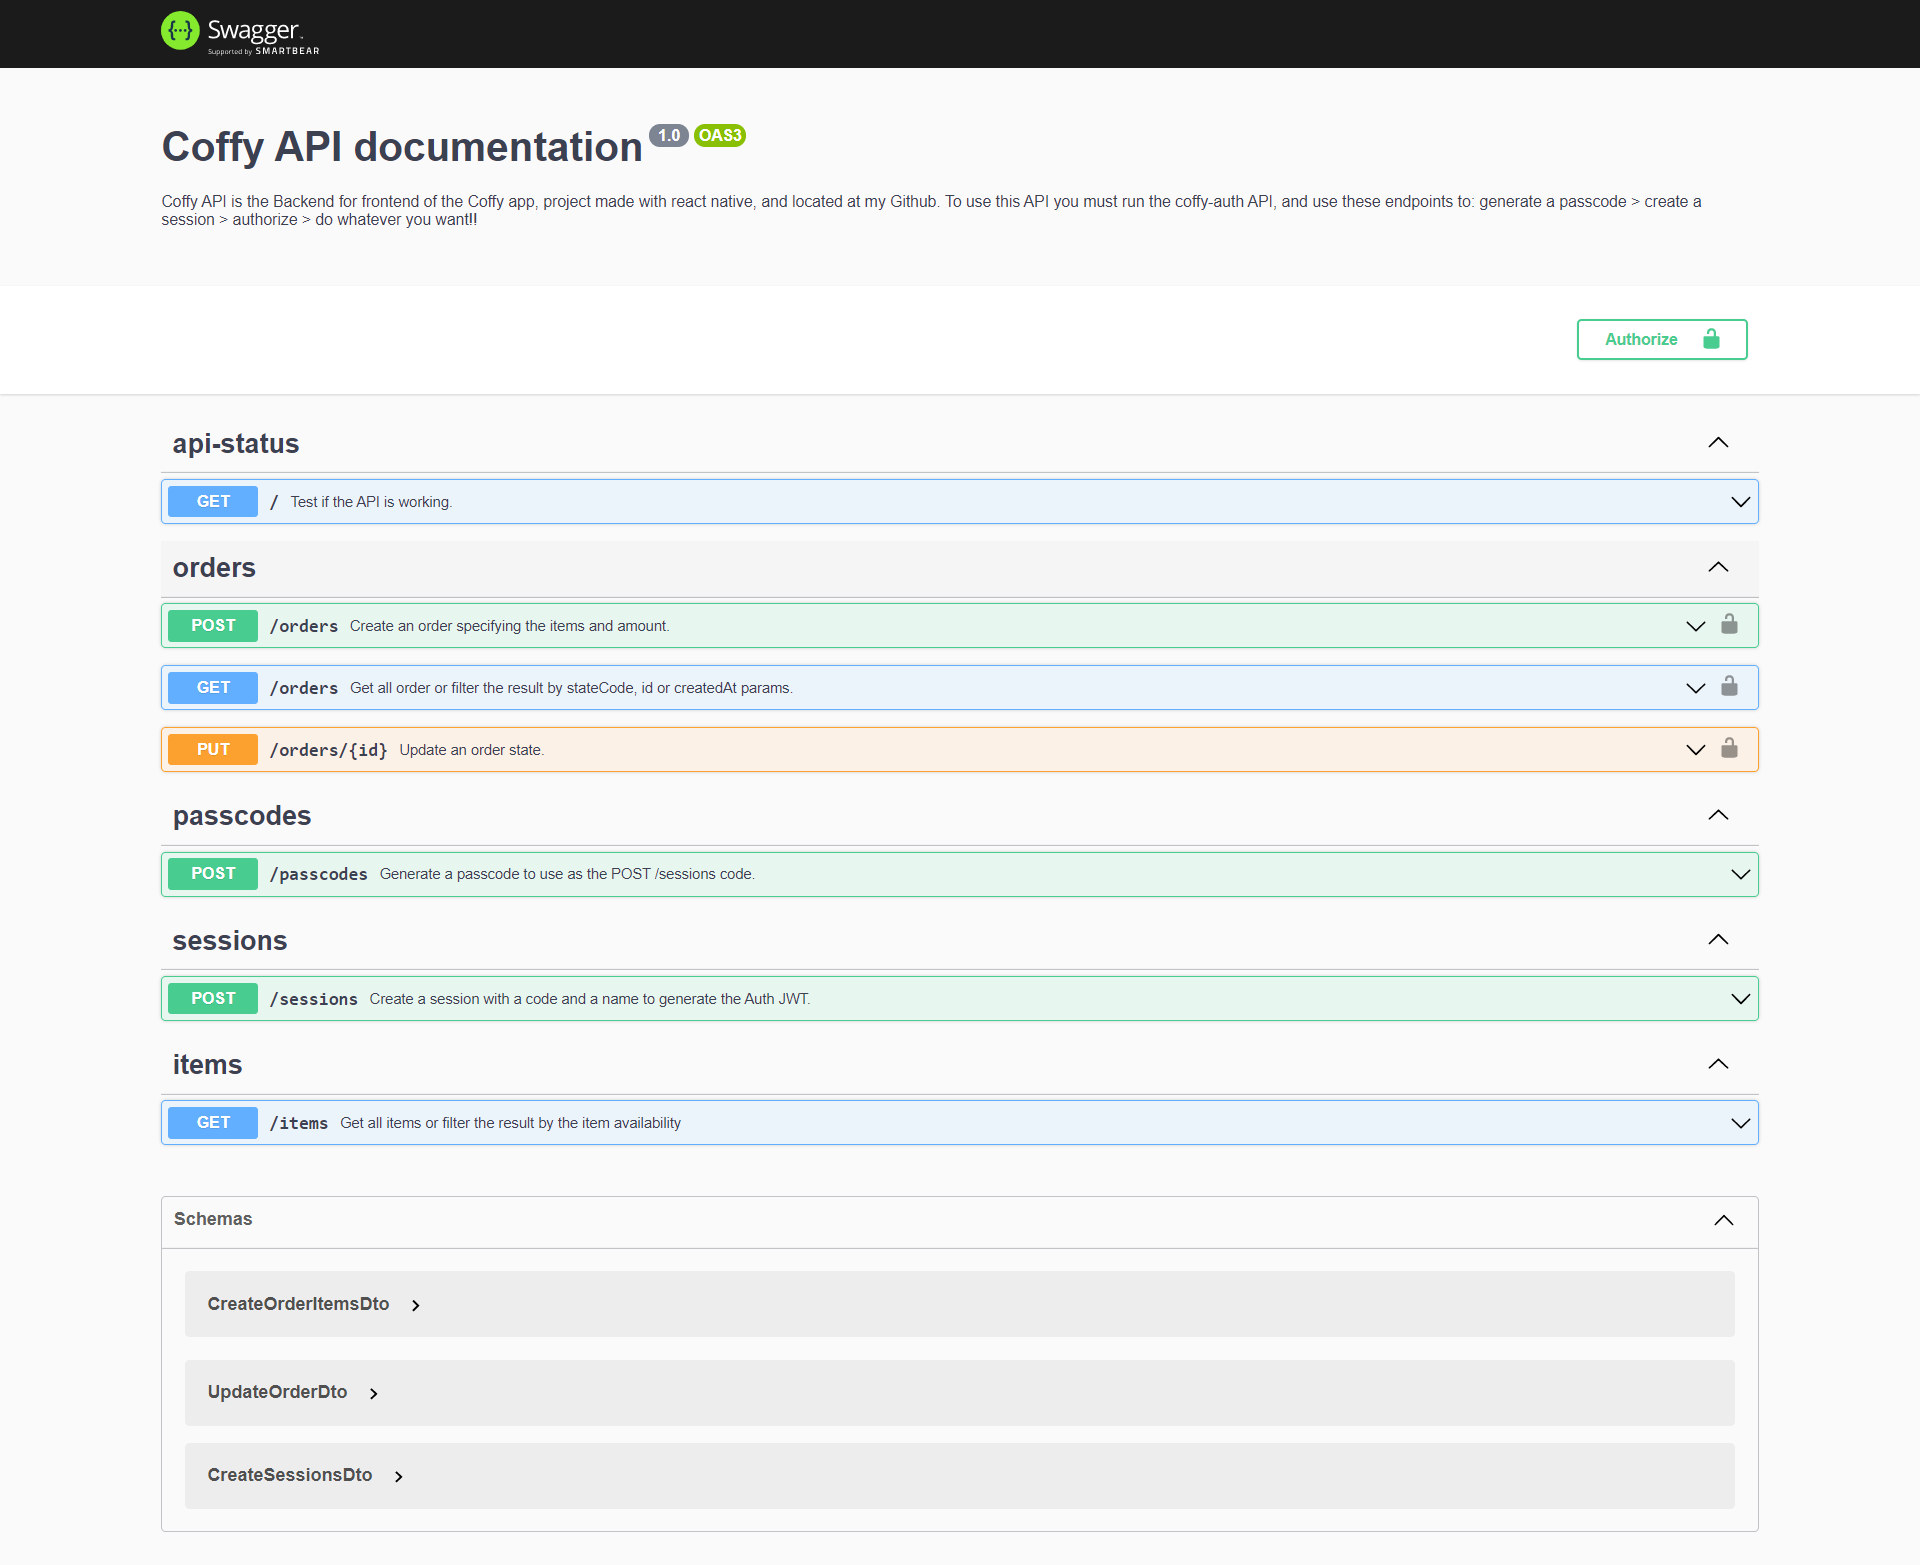 Swagger
Supported by SMARTBEAR
Coffy API documentation 1.0 OAS3
Coffy API is the Backend for frontend of the Coffy app, project made with react native, and located at my Github. To use this API you must run the coffy-auth API, and use these endpoints to: generate a passcode > create a
session > authorize > do whatever you want!!
Authorize
api-status
GET / Test if the API is working.
orders
POST /orders Create an order specifying the items and amount.
GET /orders Get all order or filter the result by stateCode, id or createdAt params.
PUT /orders/{id} Update an order state.
passcodes
POST /passcodes Generate a passcode to use as the POST /sessions code.
sessions
POST /sessions Create a session with a code and a name to generate the Auth JWT.
items
GET /items Get all items or filter the result by the item availability
Schemas
CreateOrderItemsDto
UpdateOrderDto
CreateSessionsDto